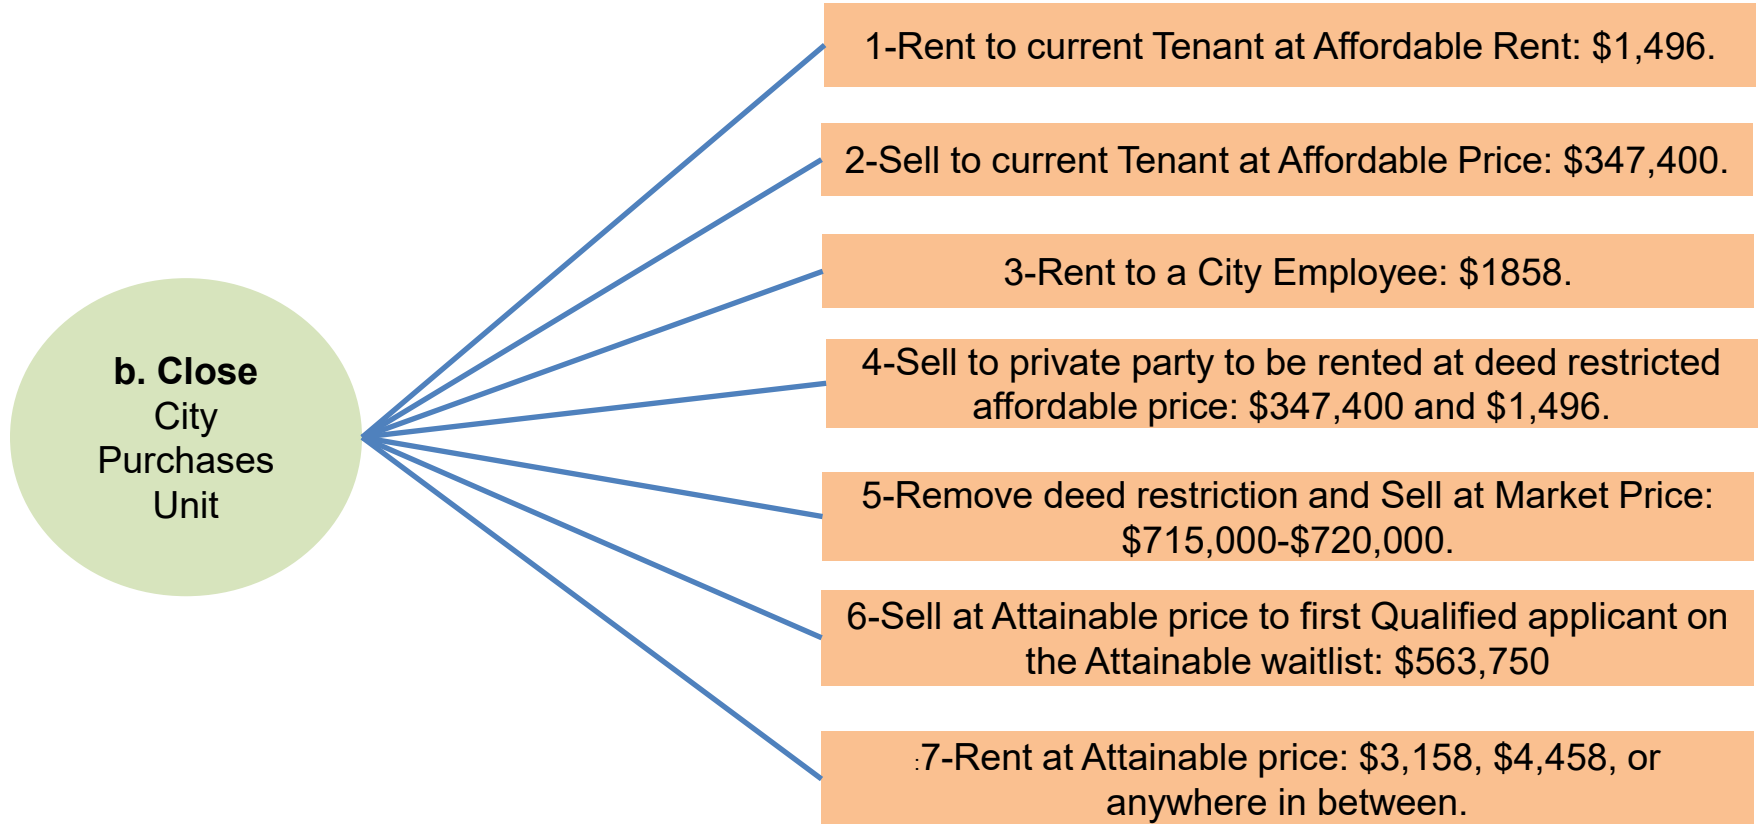 b. Close
City
Purchases
Unit
1-Rent to current Tenant at Affordable Rent: $1,496.
2-Sell to current Tenant at Affordable Price: $347,400.
3-Rent to a City Employee: $1858.
4-Sell to private party to be rented at deed restricted
affordable price: $347,400 and $1,496.
5-Remove deed restriction and Sell at Market Price:
$715,000-$720,000.
6-Sell at Attainable price to first Qualified applicant on
the Attainable waitlist: $563,750
:7-Rent at Attainable price: $3,158, $4,458, or
anywhere in between.